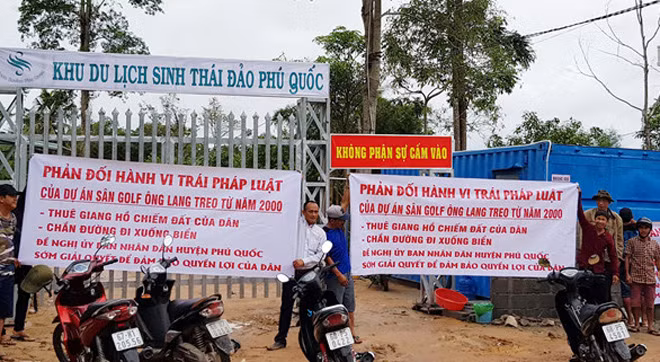 KHU DU LỊCH SINH THÁI ĐẢO PHÚ QUỐC
KHÔNG PHẬN SỰ CẤM VÀO
PHẢN ĐỐI HÀNH VI TRÁI PHÁP LUẬT
CỦA DỰ ÁN SÂN GOLF ÔNG LANG TREO TỪ NĂM 2000
- THUÊ GIANG HỒ CHIẾM ĐẤT CỦA DÂN
- CHẮN ĐƯỜNG ĐI XUỐNG BIỂN
ĐỀ NGHỊ UỶ BAN NHÂN DÂN HUYỆN PHÚ QUỐC
SỚM GIẢI QUYẾT ĐỂ ĐẢM BẢO QUYỀN LỢI CỦA DÂN
PHẢN ĐỐI HÀNH VI TRÁI PHÁP LUẬT
CỦA DỰ ÁN SÂN GOLF ÔNG LANG TREO TỪ NĂM 2000
- THUÊ GIANG HỒ CHIẾM ĐẤT CỦA DÂN
- CHẮN ĐƯỜNG ĐI XUỐNG BIỂN
ĐỀ NGHỊ UỶ BAN NHÂN DÂN HUYỆN PHÚ QUỐC
SỚM GIẢI QUYẾT ĐỂ ĐẢM BẢO QUYỀN LỢI CỦA DÂN